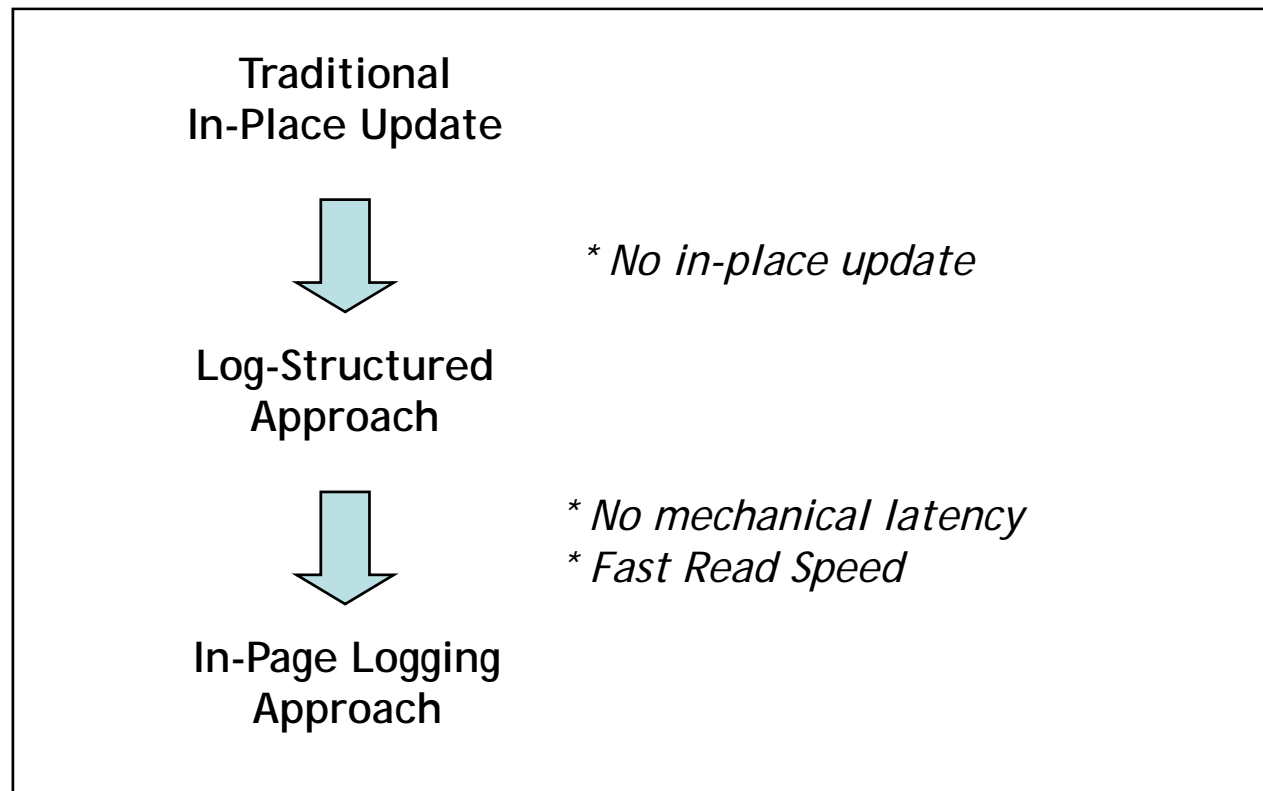 Traditional
In-Place Update
* No in-place update
Log-Structured
Approach
* No mechanical latency
* Fast Read Speed
In-Page Logging
Approach